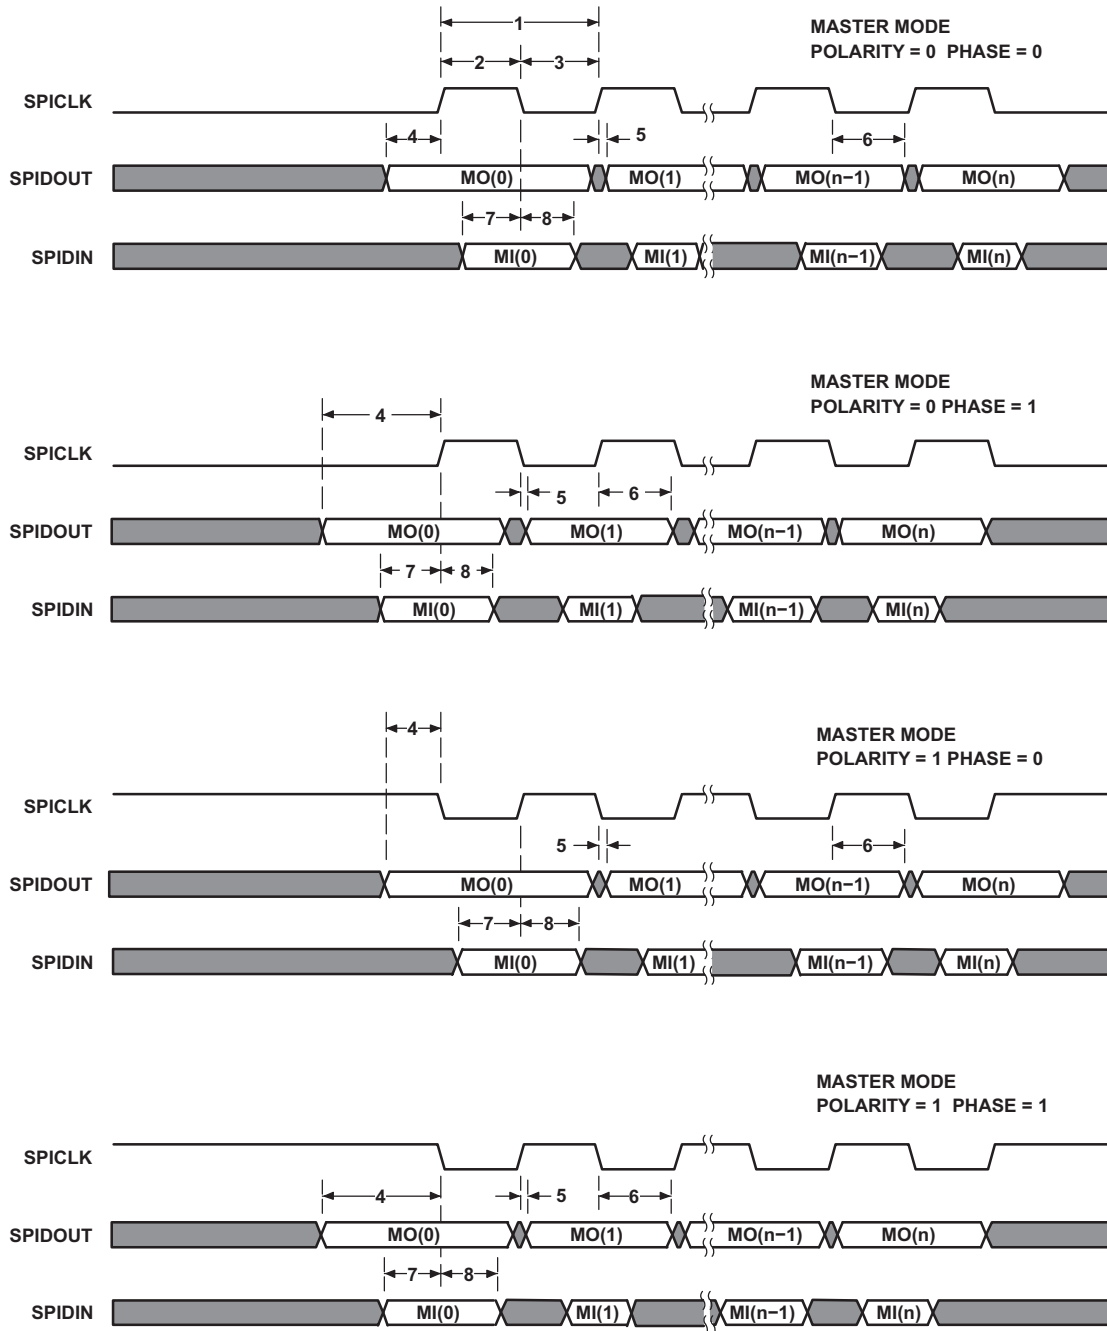 1
MASTER MODE
POLARITY = 0 PHASE = 0
2 3
SPICLK
4 5 6
SPIDOUT MO(0) MO(1) MO(n−1) MO(n)
7 8
SPIDIN MI(0) MI(1) MI(n−1) MI(n)
MASTER MODE
POLARITY = 0 PHASE = 1
4
SPICLK
5 6
SPIDOUT MO(0) MO(1) MO(n−1) MO(n)
7 8
SPIDIN MI(0) MI(1) MI(n−1) MI(n)
4
MASTER MODE
POLARITY = 1 PHASE = 0
SPICLK
5 6
SPIDOUT MO(0) MO(1) MO(n−1) MO(n)
7 8
SPIDIN MI(0) MI(1) MI(n−1) MI(n)
MASTER MODE
POLARITY = 1 PHASE = 1
SPICLK
4 5 6
SPIDOUT MO(0) MO(1) MO(n−1) MO(n)
7 8
SPIDIN MI(0) MI(1) MI(n−1) MI(n)